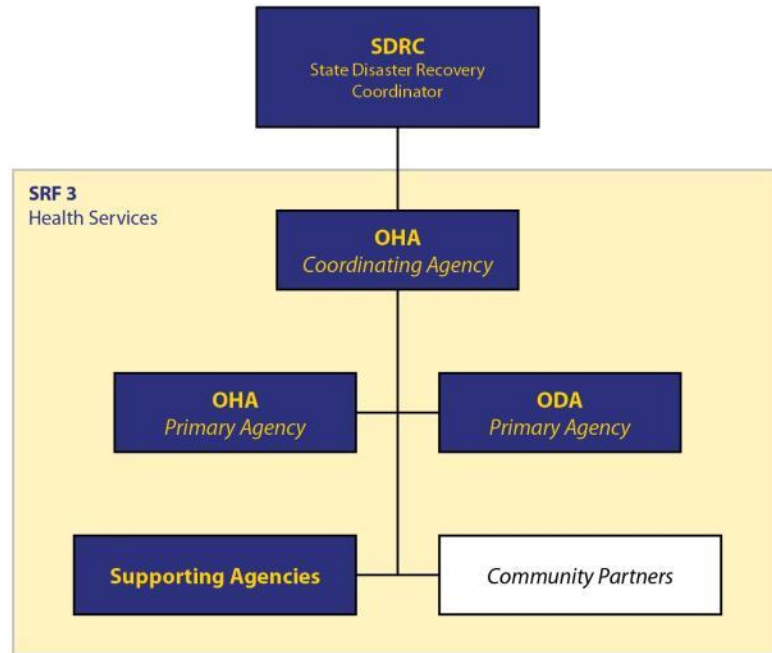 SDRC
State Disaster Recovery
Coordinator
SRF 3
Health Services
OHA
Coordinating Agency
OHA
Primary Agency
ODA
Primary Agency
Supporting Agencies
Community Partners